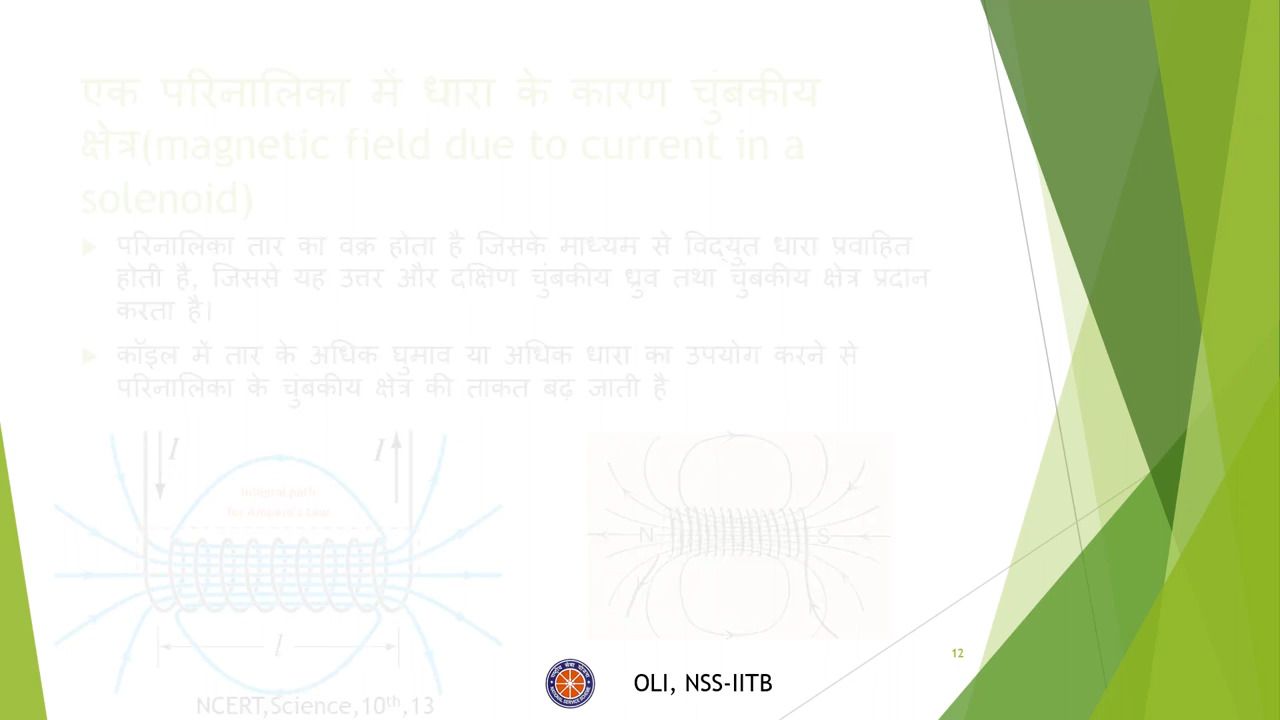 एक परिनालिका में धारा के कारण चुंबकीय
क्षेत्र(magnetic field due to current in a
solenoid)
परिनालिका तार का वक्र होता है जिसके माध्यम से विद्युत धारा प्रवाहित
होती है, जिससे यह उत्तर और दक्षिण चुंबकीय ध्रुव तथा चुंबकीय क्षेत्र प्रदान
करता है।
कॉइल में तार के अधिक घुमाव या अधिक धारा का उपयोग करने से
परिनालिका के चुंबकीय क्षेत्र की ताकत बढ़ जाती है
I I
Integral path
for Ampere's Law
N S
l
12
OLI, NSS-IITB
NCERT,Science,10th,13